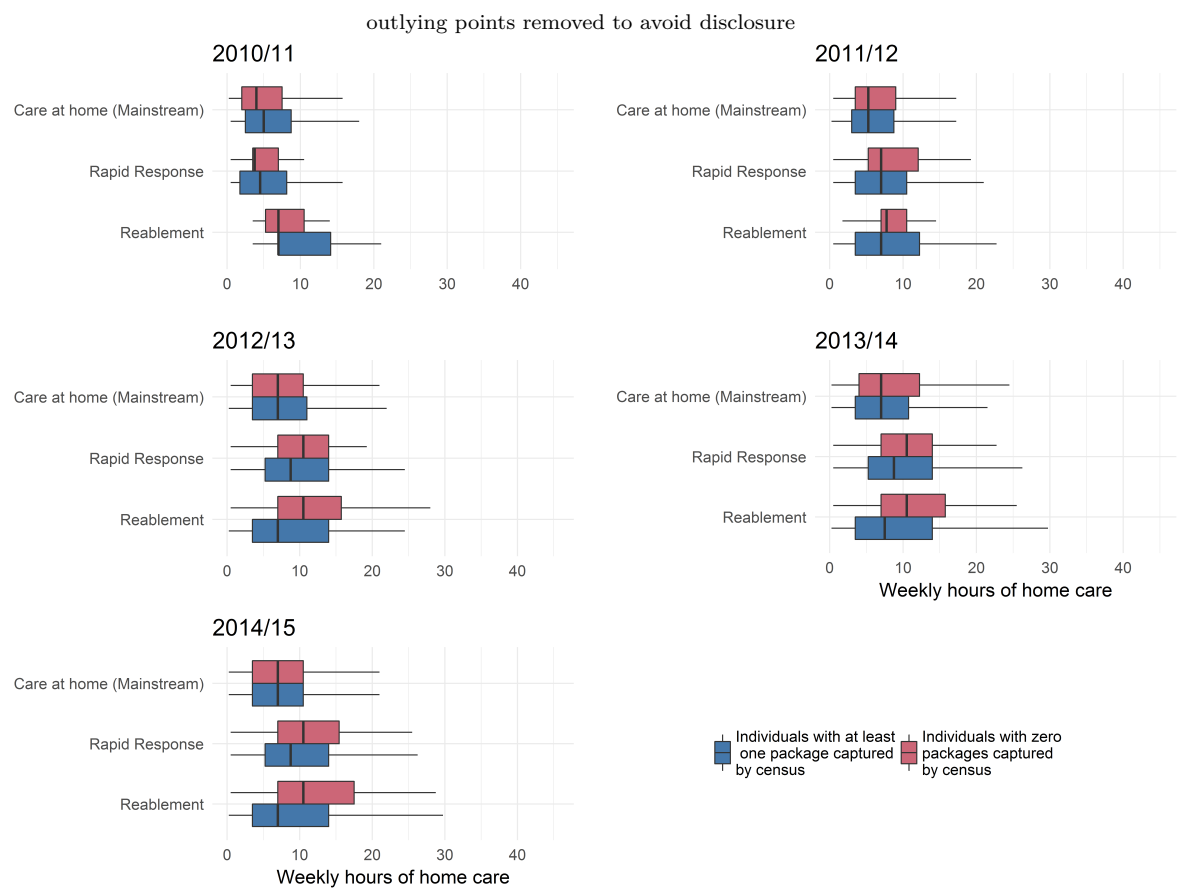 outlying points removed to avoid disclosure
2010/11
Care at home (Mainstream)
Rapid Response
Reablement
0 10 20 30 40
2011/12
Care at home (Mainstream)
Rapid Response
Reablement
0 10 20 30 40
2012/13
Care at home (Mainstream)
Rapid Response
Reablement
0 10 20 30 40
2013/14
Care at home (Mainstream)
Rapid Response
Reablement
0 10 20 30 40
Weekly hours of home care
2014/15
Care at home (Mainstream)
Rapid Response
Reablement
0 10 20 30 40
Weekly hours of home care
Individuals with at least
one package captured
by census
Individuals with zero
packages captured
by census